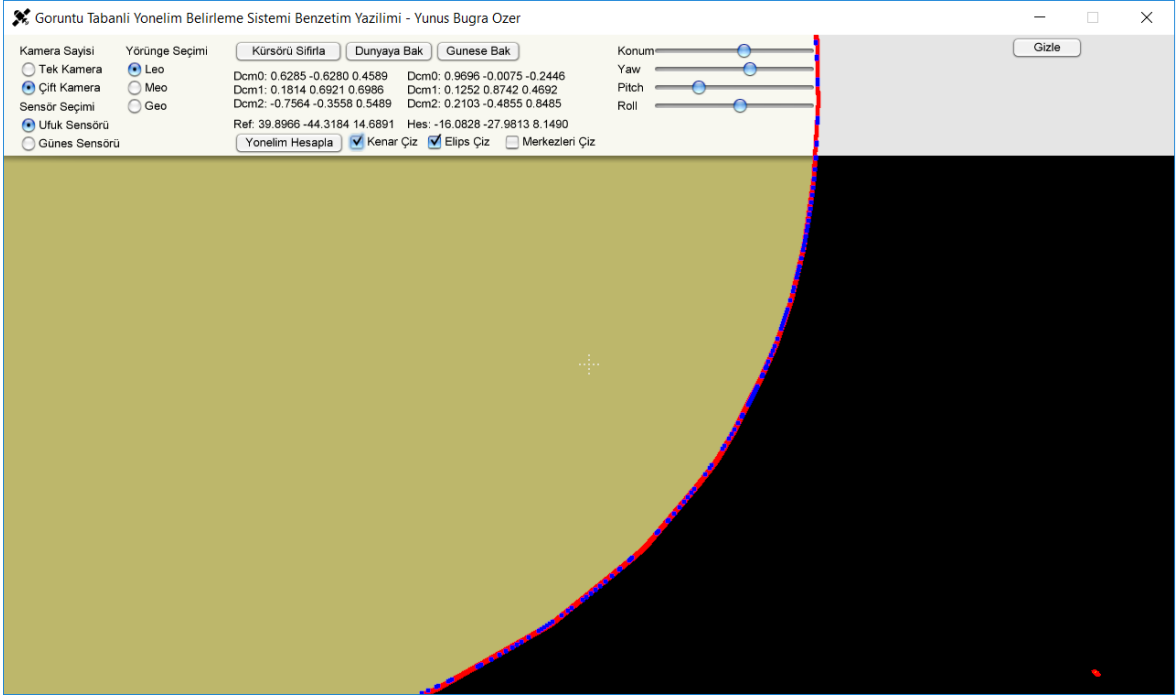 Goruntu Tabanli Yonelim Belirleme Sistemi Benzetim Yazilimi - Yunus Bugra Ozer
Kamera Sayisi
Tek Kamera
Çift Kamera
Sensör Seçimi
Ufuk Sensörü
Günes Sensörü
Yörünge Seçimi
Leo
Meo
Geo
Kürsörü Sifirla Dunyaya Bak Gunese Bak
Dcm0: 0.6285 -0.6280 0.4589 Dcm0: 0.9696 -0.0075 -0.2446
Dcm1: 0.1814 0.6921 0.6986 Dcm1: 0.1252 0.8742 0.4692
Dcm2: -0.7564 -0.3558 0.5489 Dcm2: 0.2103 -0.4855 0.8485
Ref: 39.8966 -44.3184 14.6891 Hes: -16.0828 -27.9813 8.1490
Yonelim Hesapla Kenar Çiz Elips Çiz Merkezleri Çiz
Konum
Yaw
Pitch
Roll
Gizle